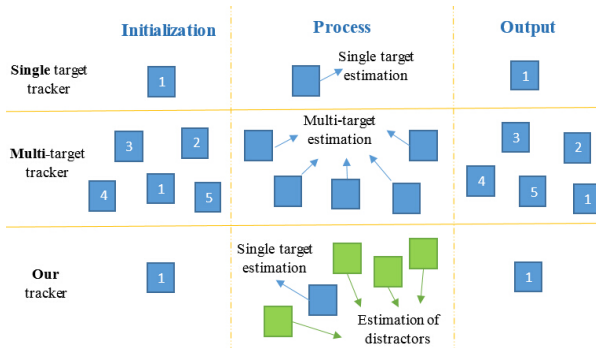 Initialization
Process
Output
Single target
tracker
1
Single target
estimation
1
Multi-target
tracker
3
2
4
1
5
Multi-target
estimation
3
2
4
5
1
Our
tracker
1
Single target
estimation
Estimation of
distractors
1